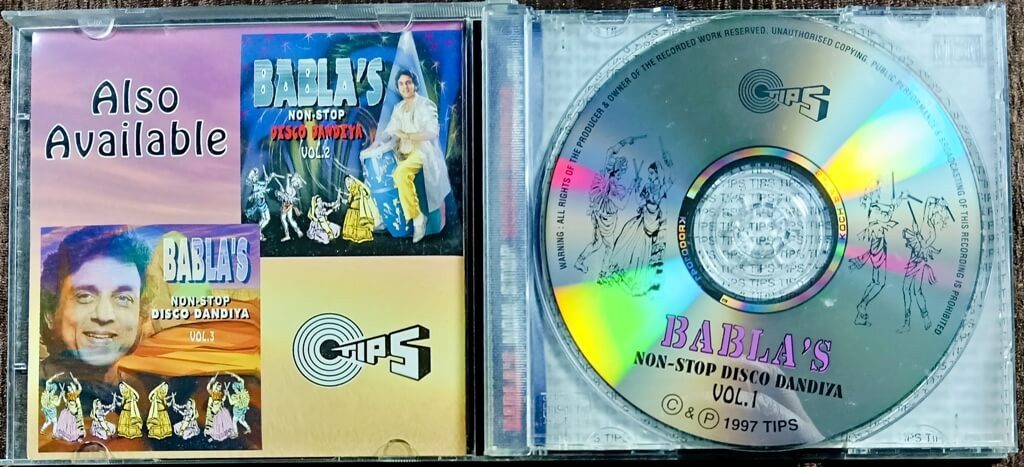 Also
Available
BABLA'S
NON-STOP
DISCO DANDIYA
VOL.2
BABLA'S
NON-STOP
DISCO DANDIYA
VOL.3
TIPS
WARNING : ALL RIGHTS OF THE PRODUCER & OWNER OF THE RECORDED WORK RESERVED. UNAUTHORISED COPYING, PUBLIC PERFORMANCE & BROADCASTING OF THIS RECORDING IS PROHIBITED
TIPS
TIPS TIPS
BABLA'S
NON-STOP DISCO DANDIYA
VOL.1
© & ℗ 1997 TIPS